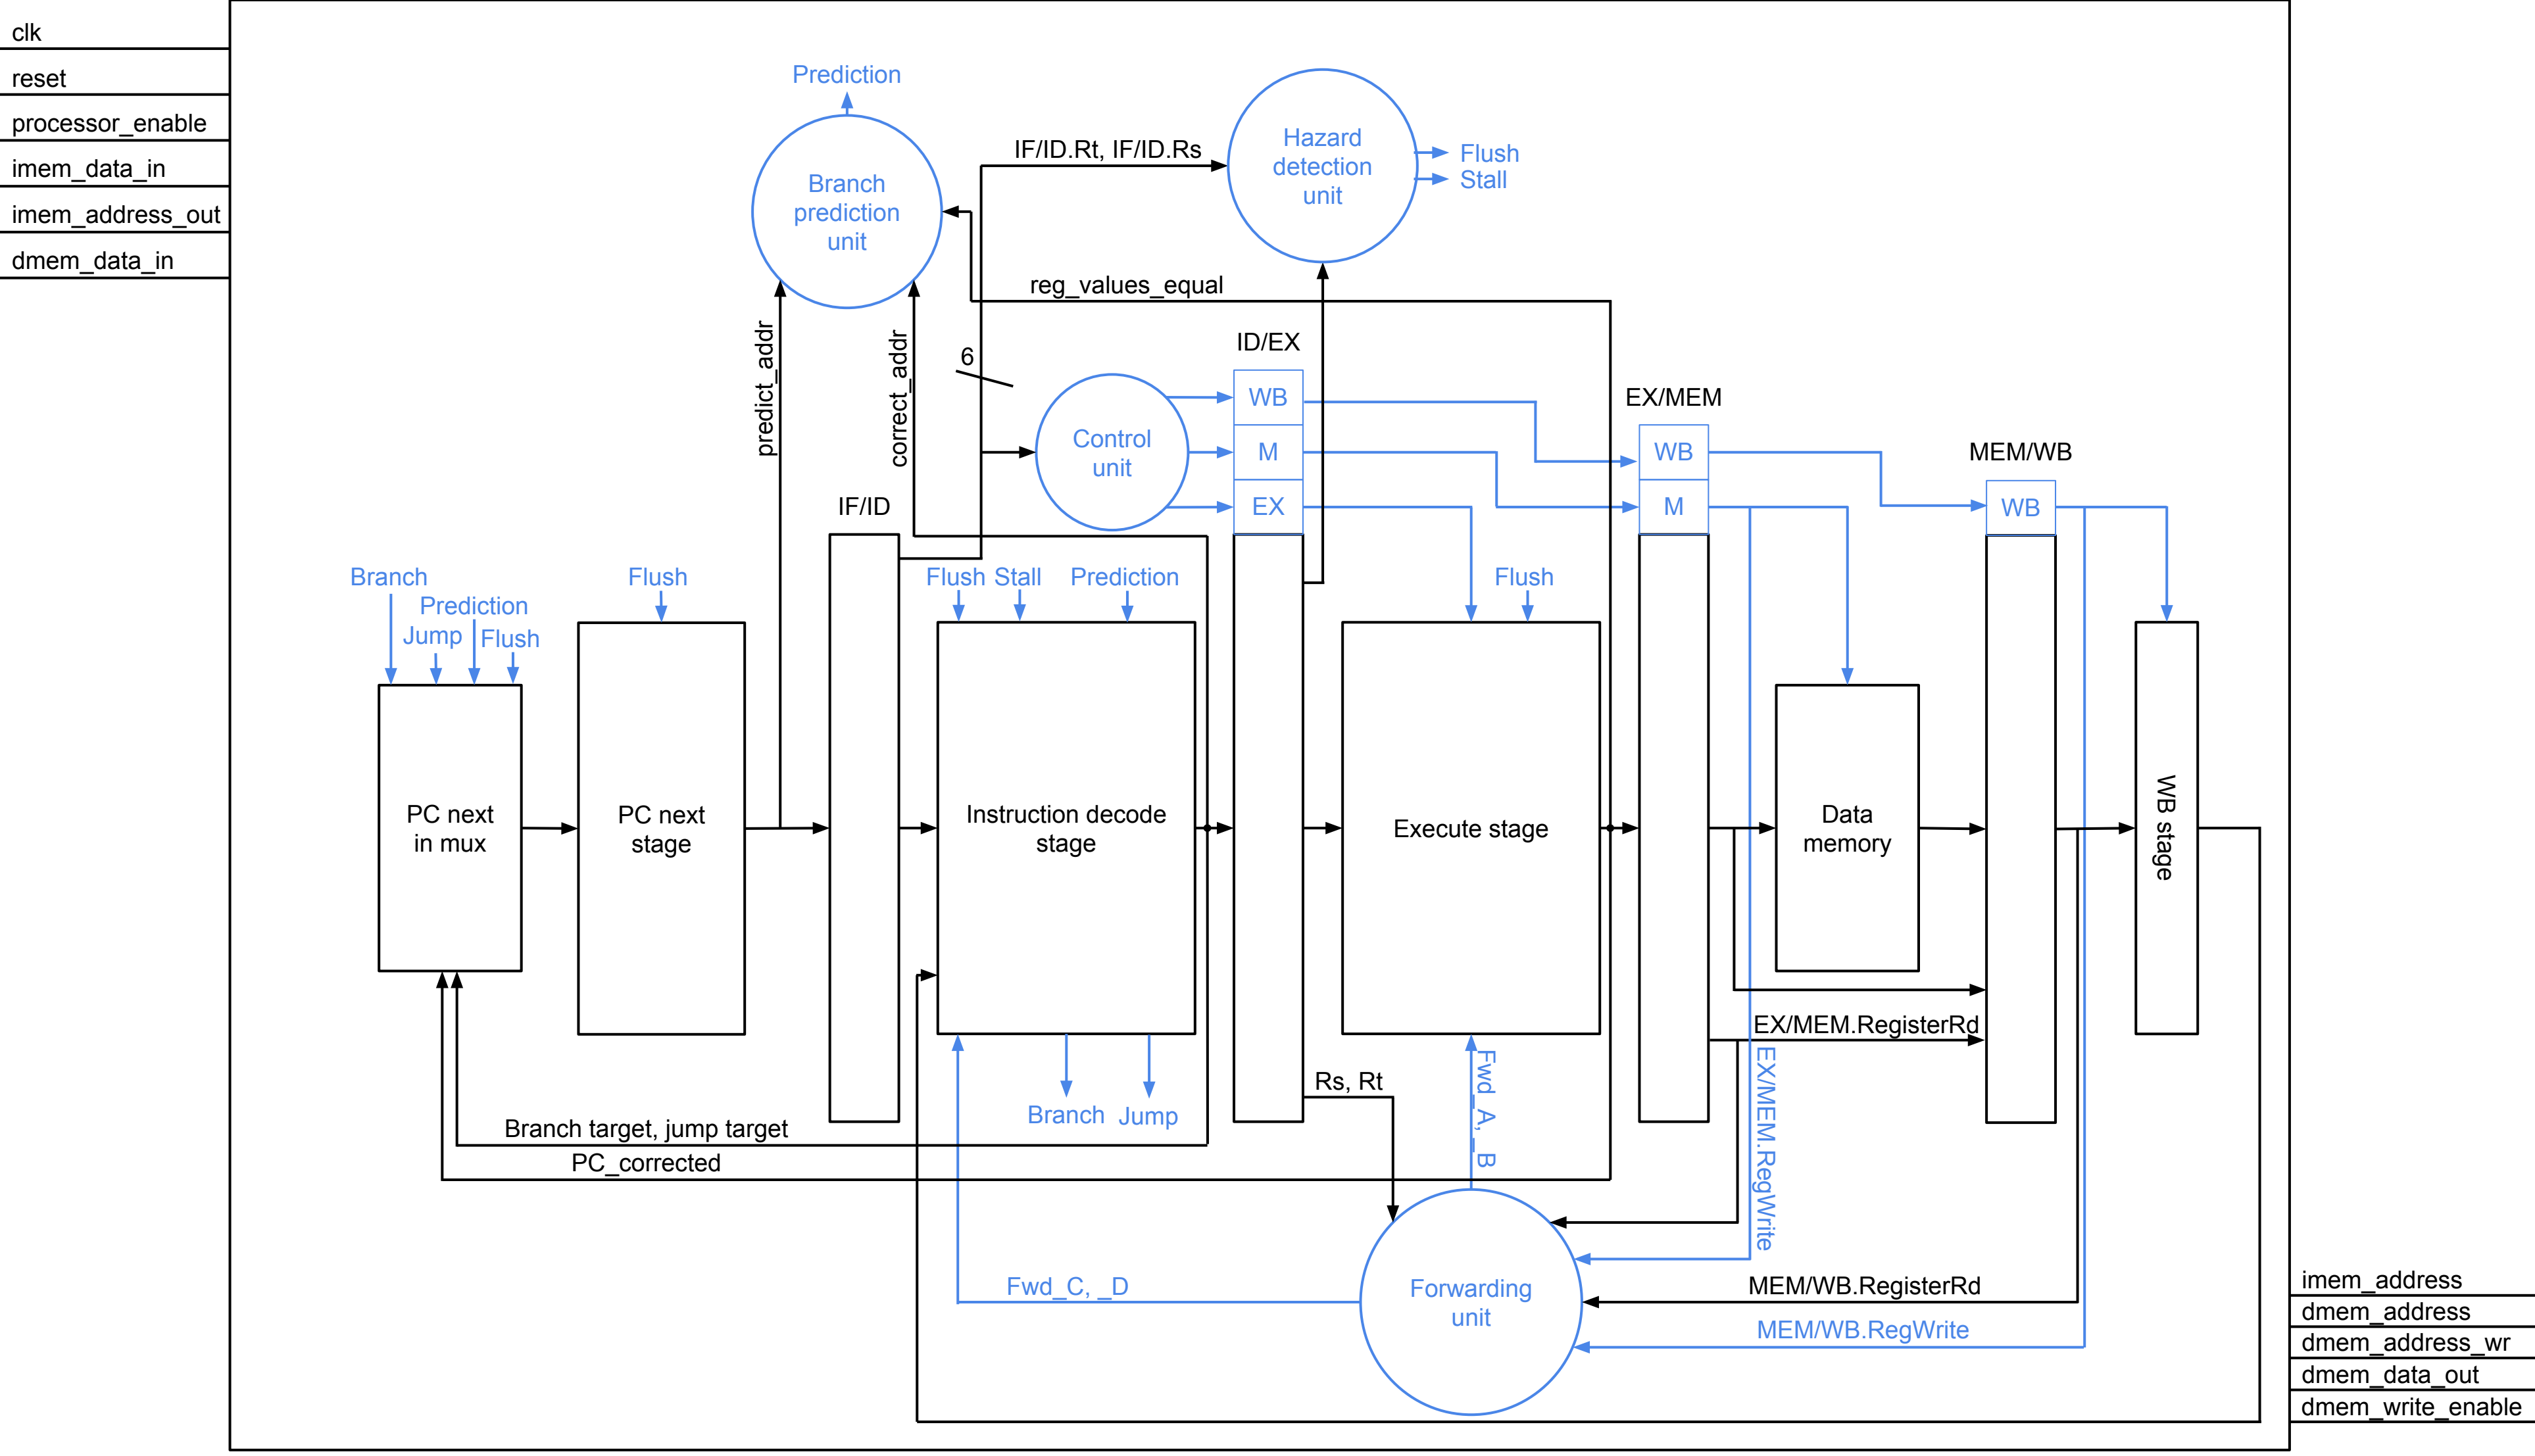 clk
reset
processor_enable
imem_data_in
imem_address_out
dmem_data_in
Prediction
Branch
prediction
unit
IF/ID.Rt, IF/ID.Rs
Hazard
detection
unit
Flush
Stall
reg_values_equal
predict_addr
correct_addr
6
Control
unit
ID/EX
WB
M
EX
EX/MEM
WB
M
MEM/WB
WB
IF/ID
Branch
Prediction
Jump
Flush
Flush
Flush
Stall
Prediction
Flush
PC next
in mux
PC next
stage
Instruction decode
stage
Execute stage
Data
memory
WB stage
EX/MEM.RegisterRd
EX/MEM.RegWrite
Rs, Rt
Fwd_A, _B
Branch
Jump
Branch target, jump target
PC_corrected
Fwd_C, _D
Forwarding
unit
MEM/WB.RegisterRd
MEM/WB.RegWrite
imem_address
dmem_address
dmem_address_wr
dmem_data_out
dmem_write_enable